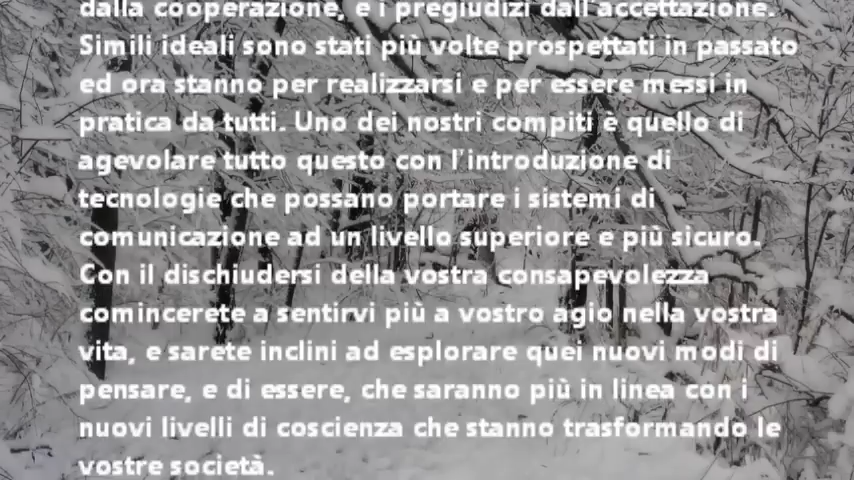 dalla cooperazione, e i pregiudizi dall'accettazione.
Simili ideali sono stati più volte prospettati in passato
ed ora stanno per realizzarsi e per essere messi in
pratica da tutti. Uno dei nostri compiti è quello di
agevolare tutto questo con l'introduzione di
tecnologie che possano portare i sistemi di
comunicazione ad un livello superiore e più sicuro.
Con il dischiudersi della vostra consapevolezza
comincerete a sentirvi più a vostro agio nella vostra
vita, e sarete inclini ad esplorare quei nuovi modi di
pensare, e di essere, che saranno più in linea con i
nuovi livelli di coscienza che stanno trasformando le
vostre società.